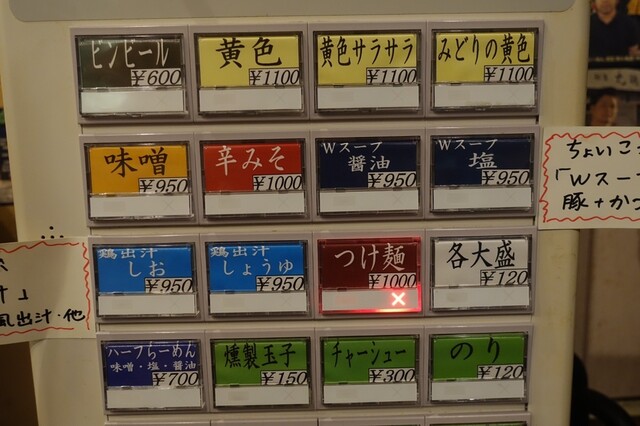 ビンビール
¥600
黄色
¥1100
黄色サラサラ
¥1100
みどりの黄色
¥1100
味噌
¥950
辛みそ
¥1000
Wスープ
醤油
¥950
Wスープ
塩
¥950
ちょいこ
「Wスープ
豚+かつ
鶏出汁
しお
¥950
鶏出汁
しょうゆ
¥950
つけ麺
¥1000
×
各大盛
¥120
汁」
風出汁・他
ハーフらーめん
味噌・塩・醤油
¥700
燻製玉子
¥150
チャーシュー
¥300
のり
¥120